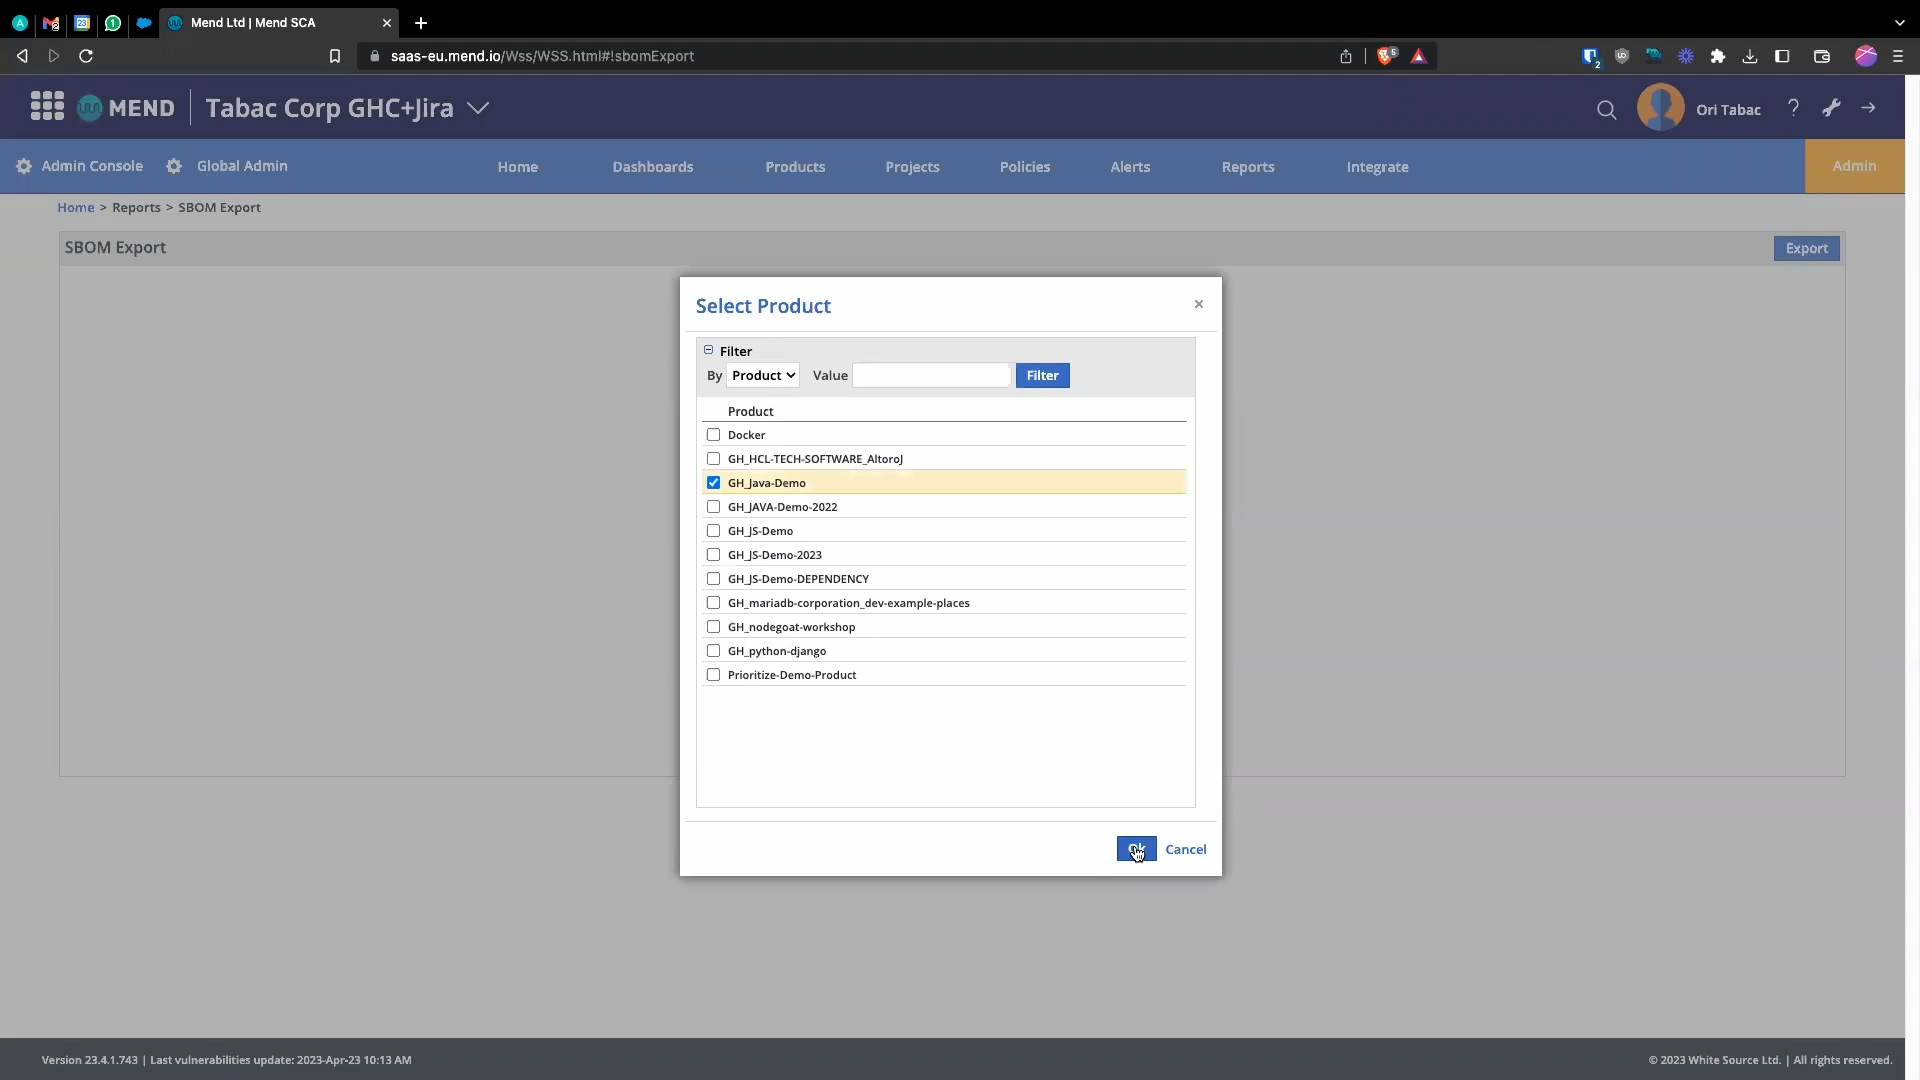 Mend Ltd | Mend SCA
saas-eu.mend.io/Wss/WSS.html#!sbomExport
MEND
Tabac Corp GHC+Jira
Ori Tabac
Admin Console
Global Admin
Home
Dashboards
Products
Projects
Policies
Alerts
Reports
Integrate
Admin
Home > Reports > SBOM Export
SBOM Export
Export
Select Product
Filter
By Product Value Filter
Product
Docker
GH_HCL-TECH-SOFTWARE_AltoroJ
GH_Java-Demo
GH_JAVA-Demo-2022
GH_JS-Demo
GH_JS-Demo-2023
GH_JS-Demo-DEPENDENCY
GH_mariadb-corporation_dev-example-places
GH_nodegoat-workshop
GH_python-django
Prioritize-Demo-Product
Ok
Cancel
Version 23.4.1.743 | Last vulnerabilities update: 2023-Apr-23 10:13 AM
© 2023 White Source Ltd. | All rights reserved.